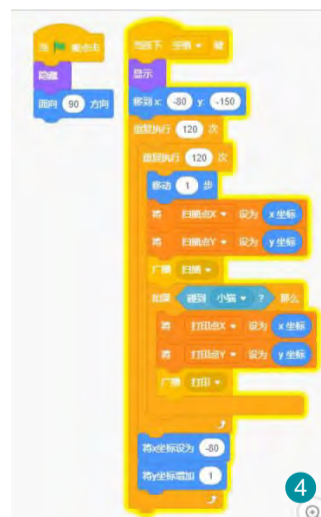 当 被点击
隐藏
面向 90 方向
当按下 空格 键
显示
移到 x: -80 y: -150
重复执行 120 次
重复执行 120 次
移动 1 步
将 扫描点X 设为 x 坐标
将 扫描点Y 设为 y 坐标
广播 扫描
如果 碰到 小猫 ? 那么
将 打印点X 设为 x 坐标
将 打印点Y 设为 y 坐标
广播 打印
将x坐标设为 -80
将y坐标增加 1
4